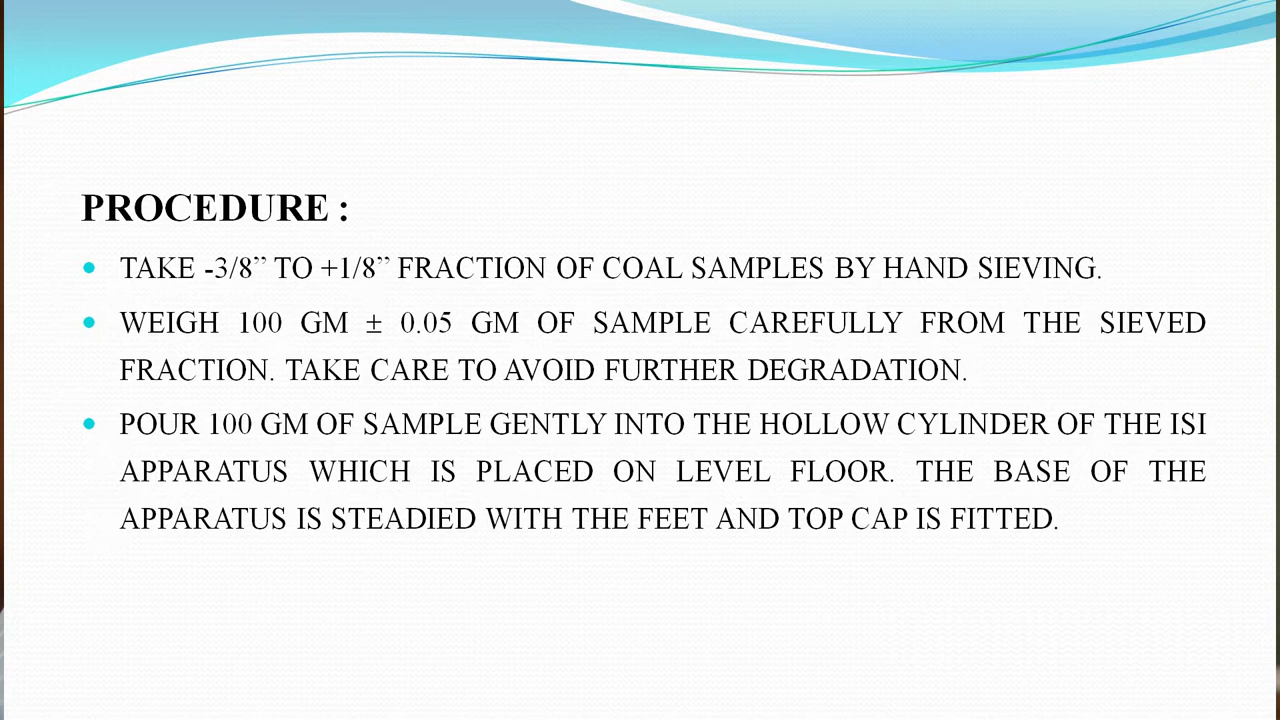 PROCEDURE :
TAKE -3/8” TO +1/8” FRACTION OF COAL SAMPLES BY HAND SIEVING.
WEIGH 100 GM ± 0.05 GM OF SAMPLE CAREFULLY FROM THE SIEVED
FRACTION. TAKE CARE TO AVOID FURTHER DEGRADATION.
POUR 100 GM OF SAMPLE GENTLY INTO THE HOLLOW CYLINDER OF THE ISI
APPARATUS WHICH IS PLACED ON LEVEL FLOOR. THE BASE OF THE
APPARATUS IS STEADIED WITH THE FEET AND TOP CAP IS FITTED.